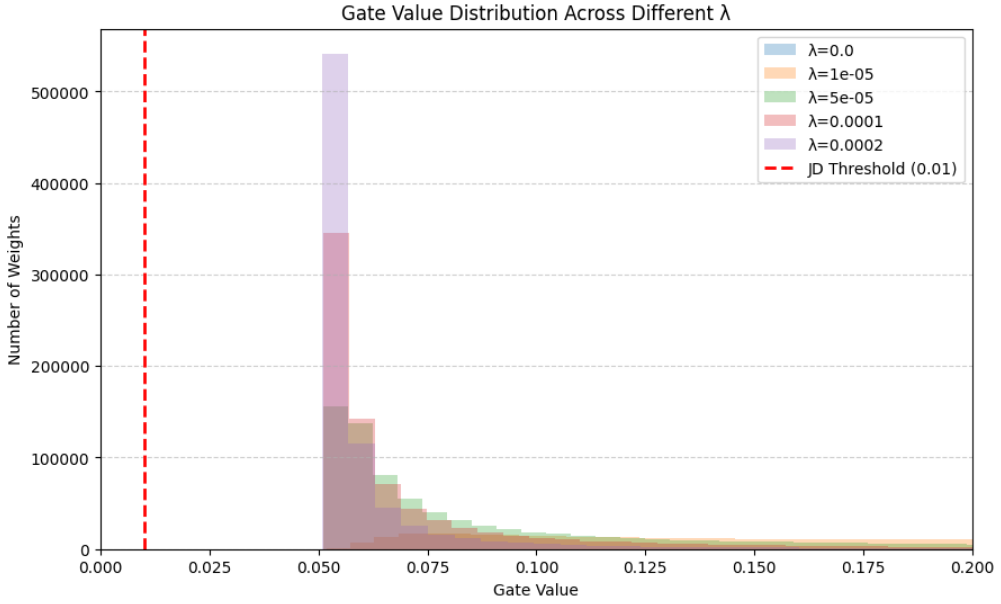 Gate Value Distribution Across Different λ
Number of Weights
500000
400000
300000
200000
100000
0
0.000 0.025 0.050 0.075 0.100 0.125 0.150 0.175 0.200
Gate Value
λ=0.0
λ=1e-05
λ=5e-05
λ=0.0001
λ=0.0002
JD Threshold (0.01)